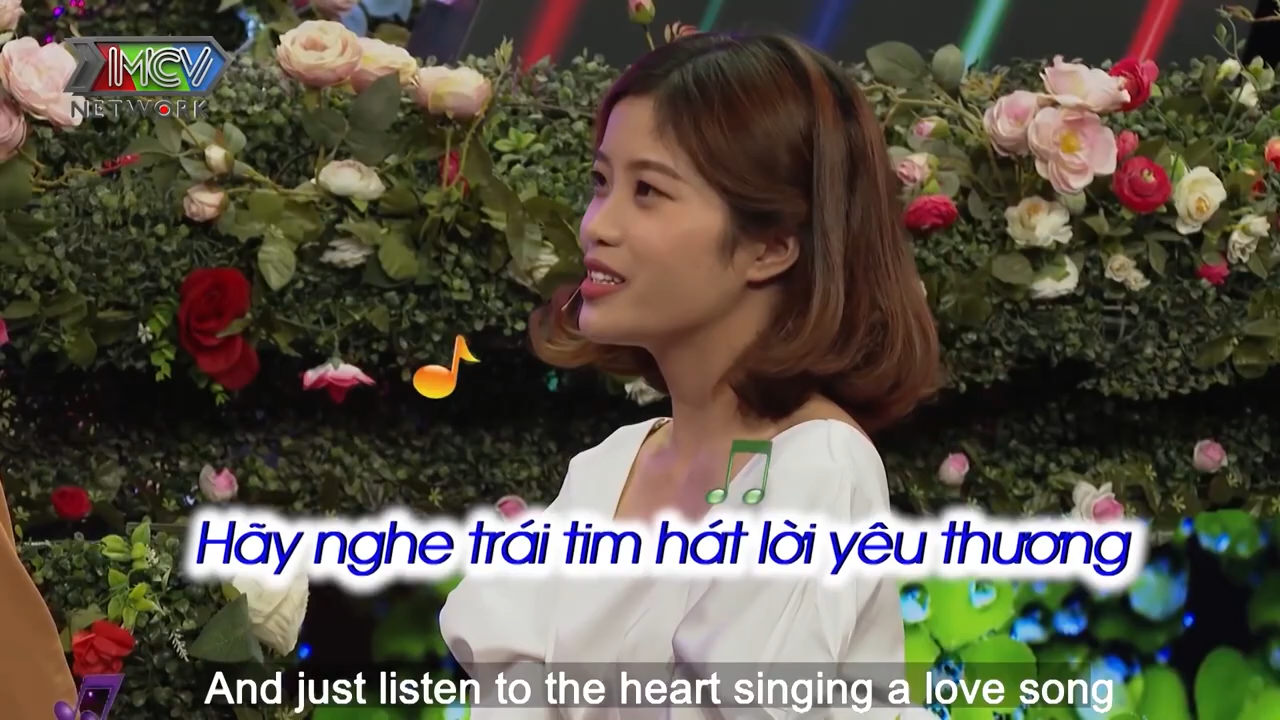 MCV
NETWORK
Hãy nghe trái tim hát lời yêu thương
And just listen to the heart singing a love song